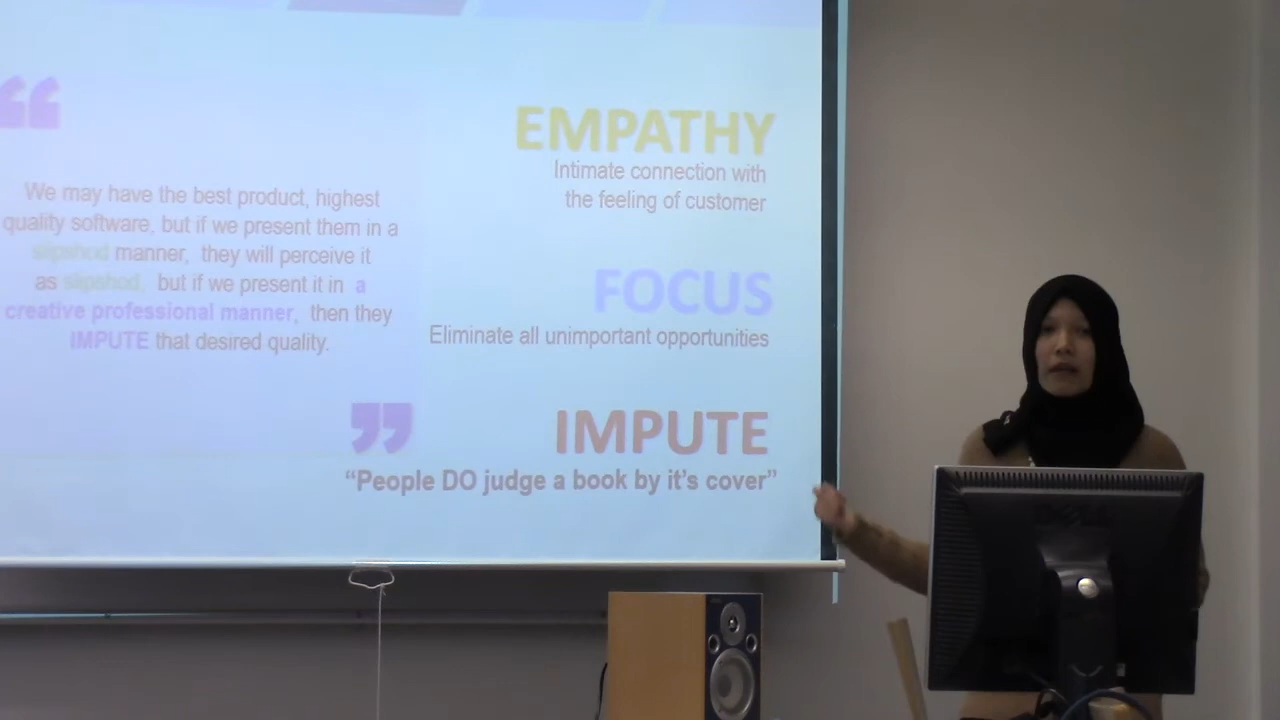 “
We may have the best product, highest
quality software, but if we present them in a
slipshod manner, they will perceive it
as slipshod, but if we present it in a
creative professional manner, then they
IMPUTE that desired quality.
”
EMPATHY
Intimate connection with
the feeling of customer
FOCUS
Eliminate all unimportant opportunities
IMPUTE
“People DO judge a book by it’s cover”
DELL